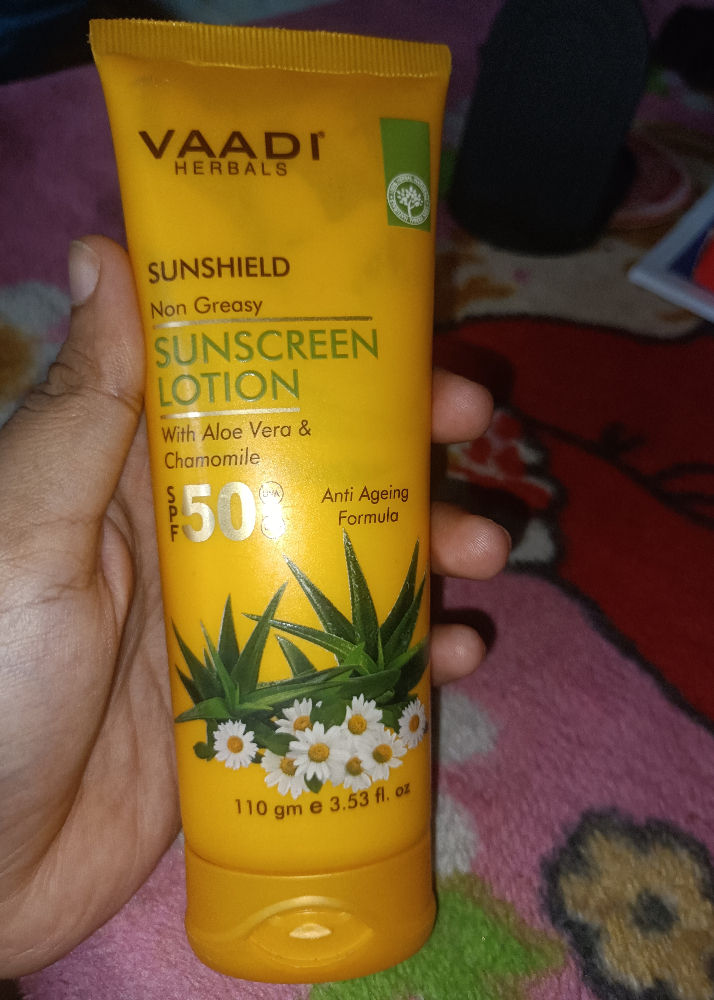 VAADI®
HERBALS
SUNSHIELD
Non Greasy
SUNSCREEN
LOTION
With Aloe Vera &
Chamomile
SPF 50
UVA
Anti Ageing
Formula
110 gm e 3.53 fl. oz